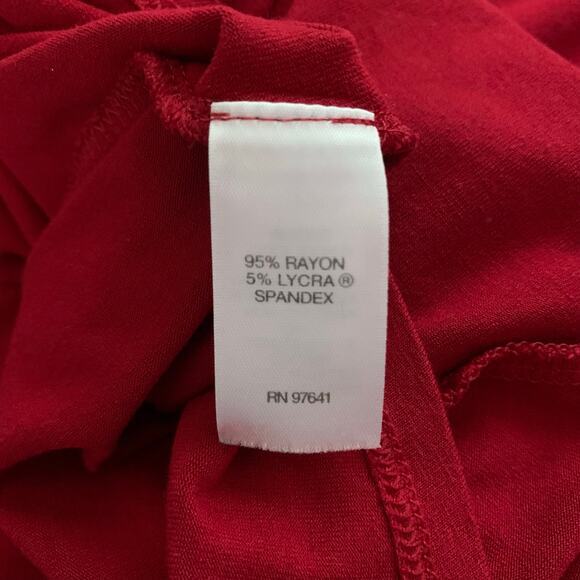 95% RAYON
5% LYCRA ®
SPANDEX
RN 97641